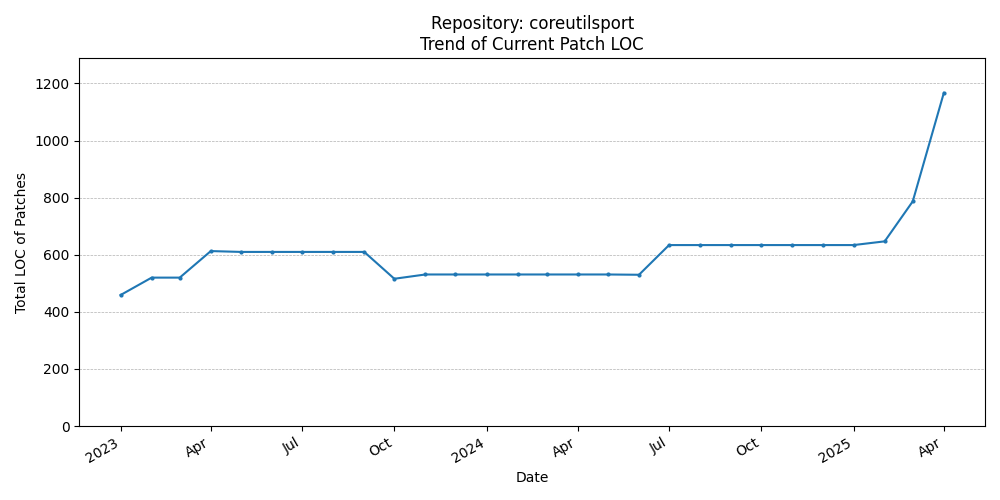 Repository: coreutilsport
Trend of Current Patch LOC
Total LOC of Patches
1200
1000
800
600
400
200
0
2023
Apr
Jul
Oct
2024
Apr
Jul
Oct
2025
Apr
Date